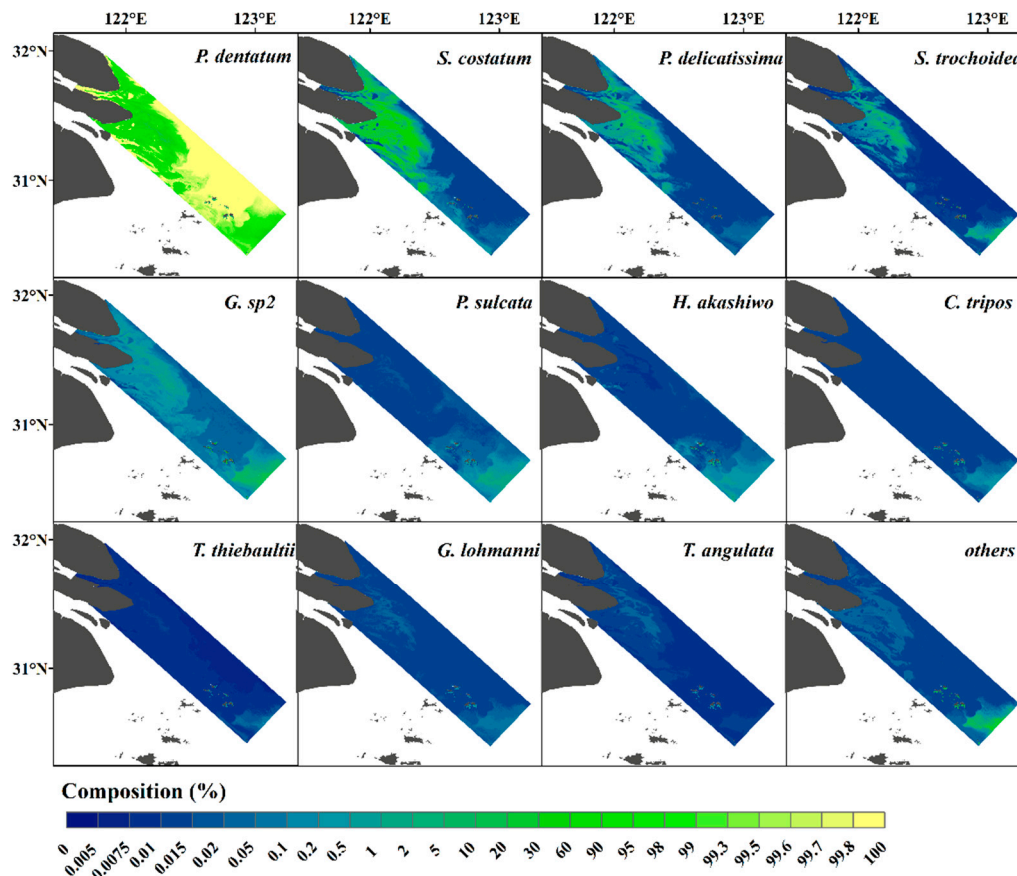 122°E 123°E 122°E 123°E 122°E 123°E 122°E 123°E
32°N
P. dentatum S. costatum P. delicatissima S. trochoidea
31°N
32°N
G. sp2 P. sulcata H. akashiwo C. tripos
31°N
32°N
T. thiebaultii G. lohmanni T. angulata others
31°N
Composition (%)
0 0.005 0.0075 0.01 0.015 0.02 0.05 0.1 0.2 0.5 1 2 5 10 20 30 60 90 95 98 99 99.3 99.5 99.6 99.7 99.8 100